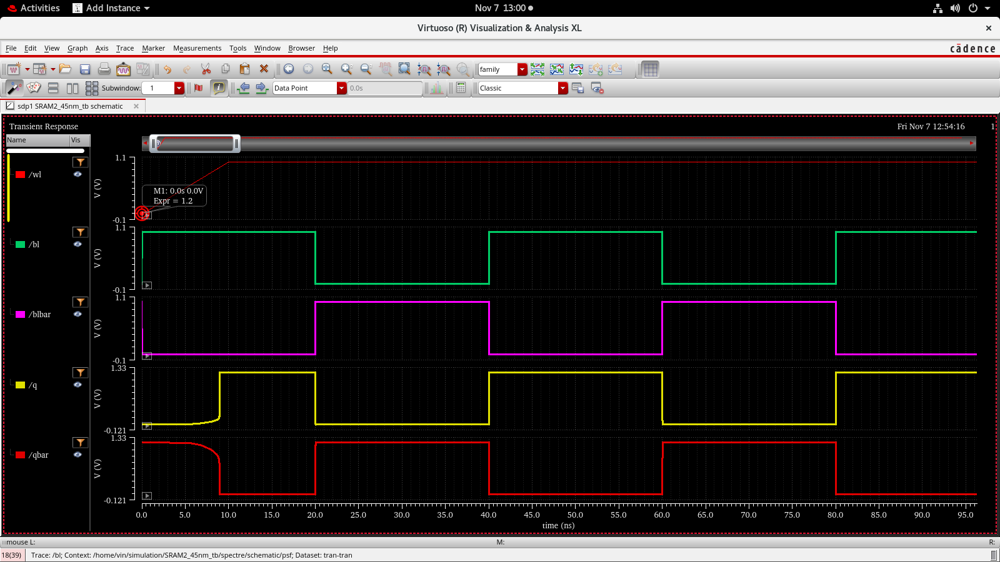 Activities
Add Instance
Nov 7 13:00
Virtuoso (R) Visualization & Analysis XL
File Edit View Graph Axis Trace Marker Measurements Tools Window Browser Help
cādence
family
Subwindow: 1
Data Point
0.0s
Classic
sdp1 SRAM2_45nm_tb schematic
Transient Response
Fri Nov 7 12:54:16
1
Name Vis
/wl
V (V)
1.1
-0.1
M1: 0.0s 0.0V
Expr = 1.2
/bl
V (V)
1.1
-0.1
/blbar
V (V)
1.1
-0.1
/q
V (V)
1.33
-0.121
/qbar
V (V)
1.33
-0.121
0.0 5.0 10.0 15.0 20.0 25.0 30.0 35.0 40.0 45.0 50.0 55.0 60.0 65.0 70.0 75.0 80.0 85.0 90.0 95.0
time (ns)
mouse L: M: R:
18(39) Trace: /bl; Context: /home/vin/simulation/SRAM2_45nm_tb/spectre/schematic/psf; Dataset: tran-tran